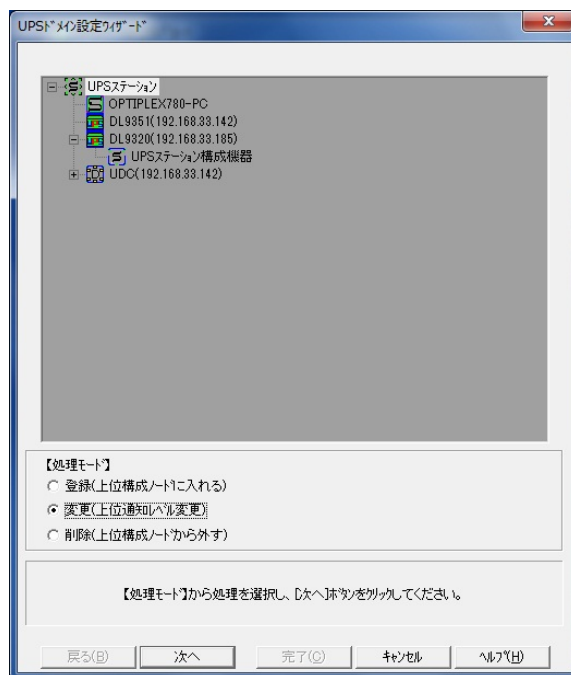 UPSドメイン設定ウィザード
UPSステーション
OPTIPLEX780-PC
DL9351(192.168.33.142)
DL9320(192.168.33.185)
UPSステーション構成機器
UDC(192.168.33.142)
【処理モード】
登録(上位構成ノードに入れる)
変更(上位通知レベル変更)
削除(上位構成ノードから外す)
【処理モード】から処理を選択し、[次へ]ボタンをクリックしてください。
戻る(B) 次へ 完了(C) キャンセル ヘルプ(H)